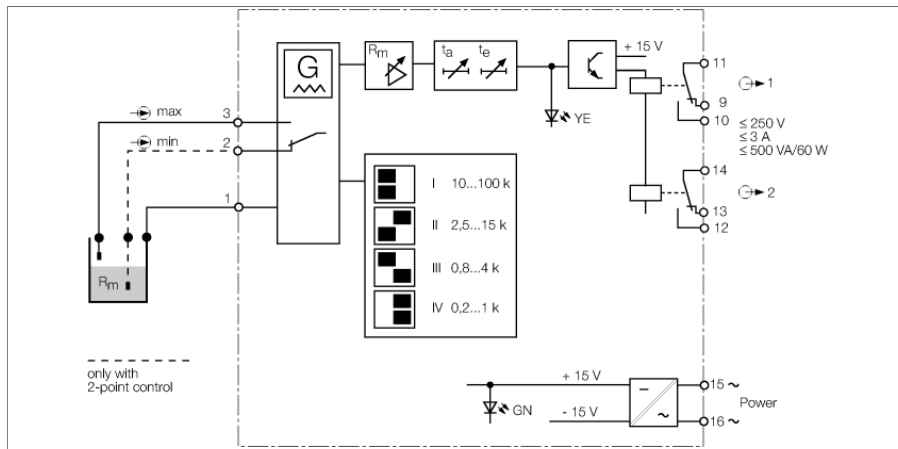 G
Rm
ta
te
+ 15 V
11
1
max
3
9
YE
10
≤ 250 V
≤ 3 A
≤ 500 VA/60 W
min
2
14
I 10...100 k
2
1
II 2,5...15 k
13
12
III 0,8...4 k
Rm
IV 0,2...1 k
only with
2-point control
+ 15 V
15 ~
–
Power
GN
- 15 V
~
16 ~